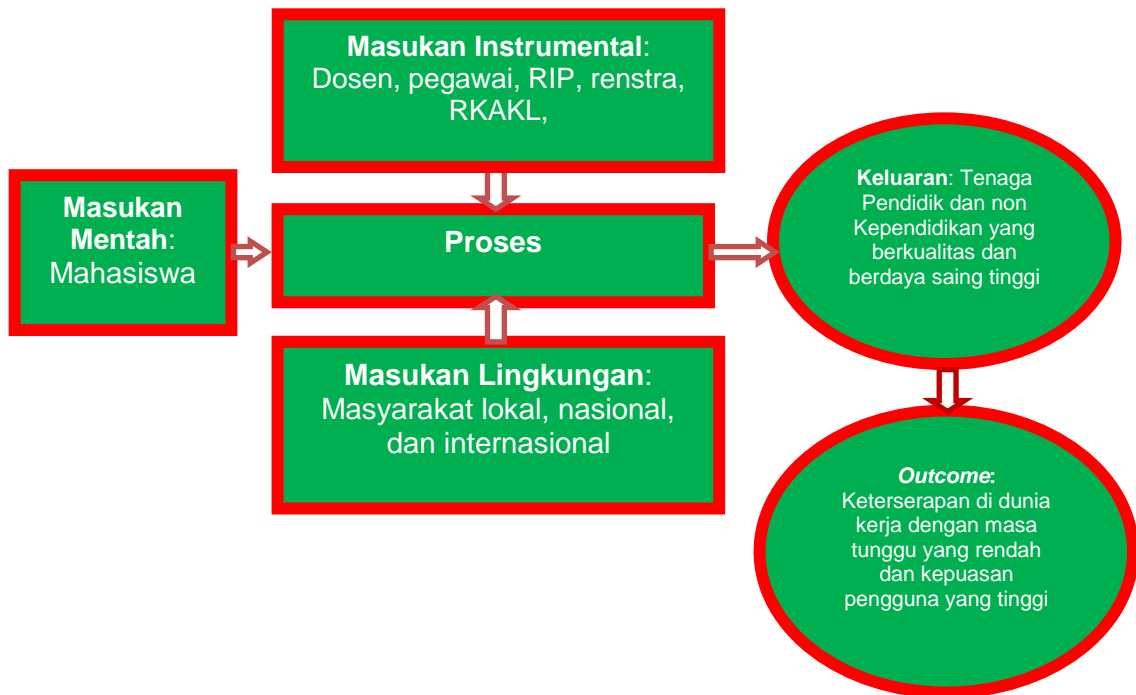 Masukan Instrumental:
Dosen, pegawai, RIP, renstra,
RKAKL,
Masukan
Mentah:
Mahasiswa
Proses
Keluaran: Tenaga
Pendidik dan non
Kependidikan yang
berkualitas dan
berdaya saing tinggi
Masukan Lingkungan:
Masyarakat lokal, nasional,
dan internasional
Outcome:
Keterserapan di dunia
kerja dengan masa
tunggu yang rendah
dan kepuasan
pengguna yang tinggi